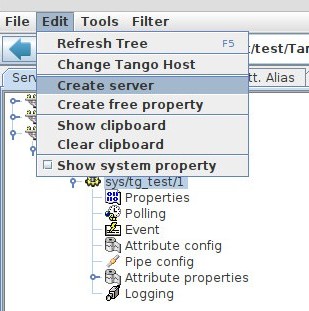 File Edit Tools Filter
Refresh Tree F5
Change Tango Host
/test/Tar
Create server
Ser tt. Alias
Create free property
Show clipboard
Clear clipboard
Show system property
sys/tg_test/1
Properties
Polling
Event
Attribute config
Pipe config
Attribute properties
Logging